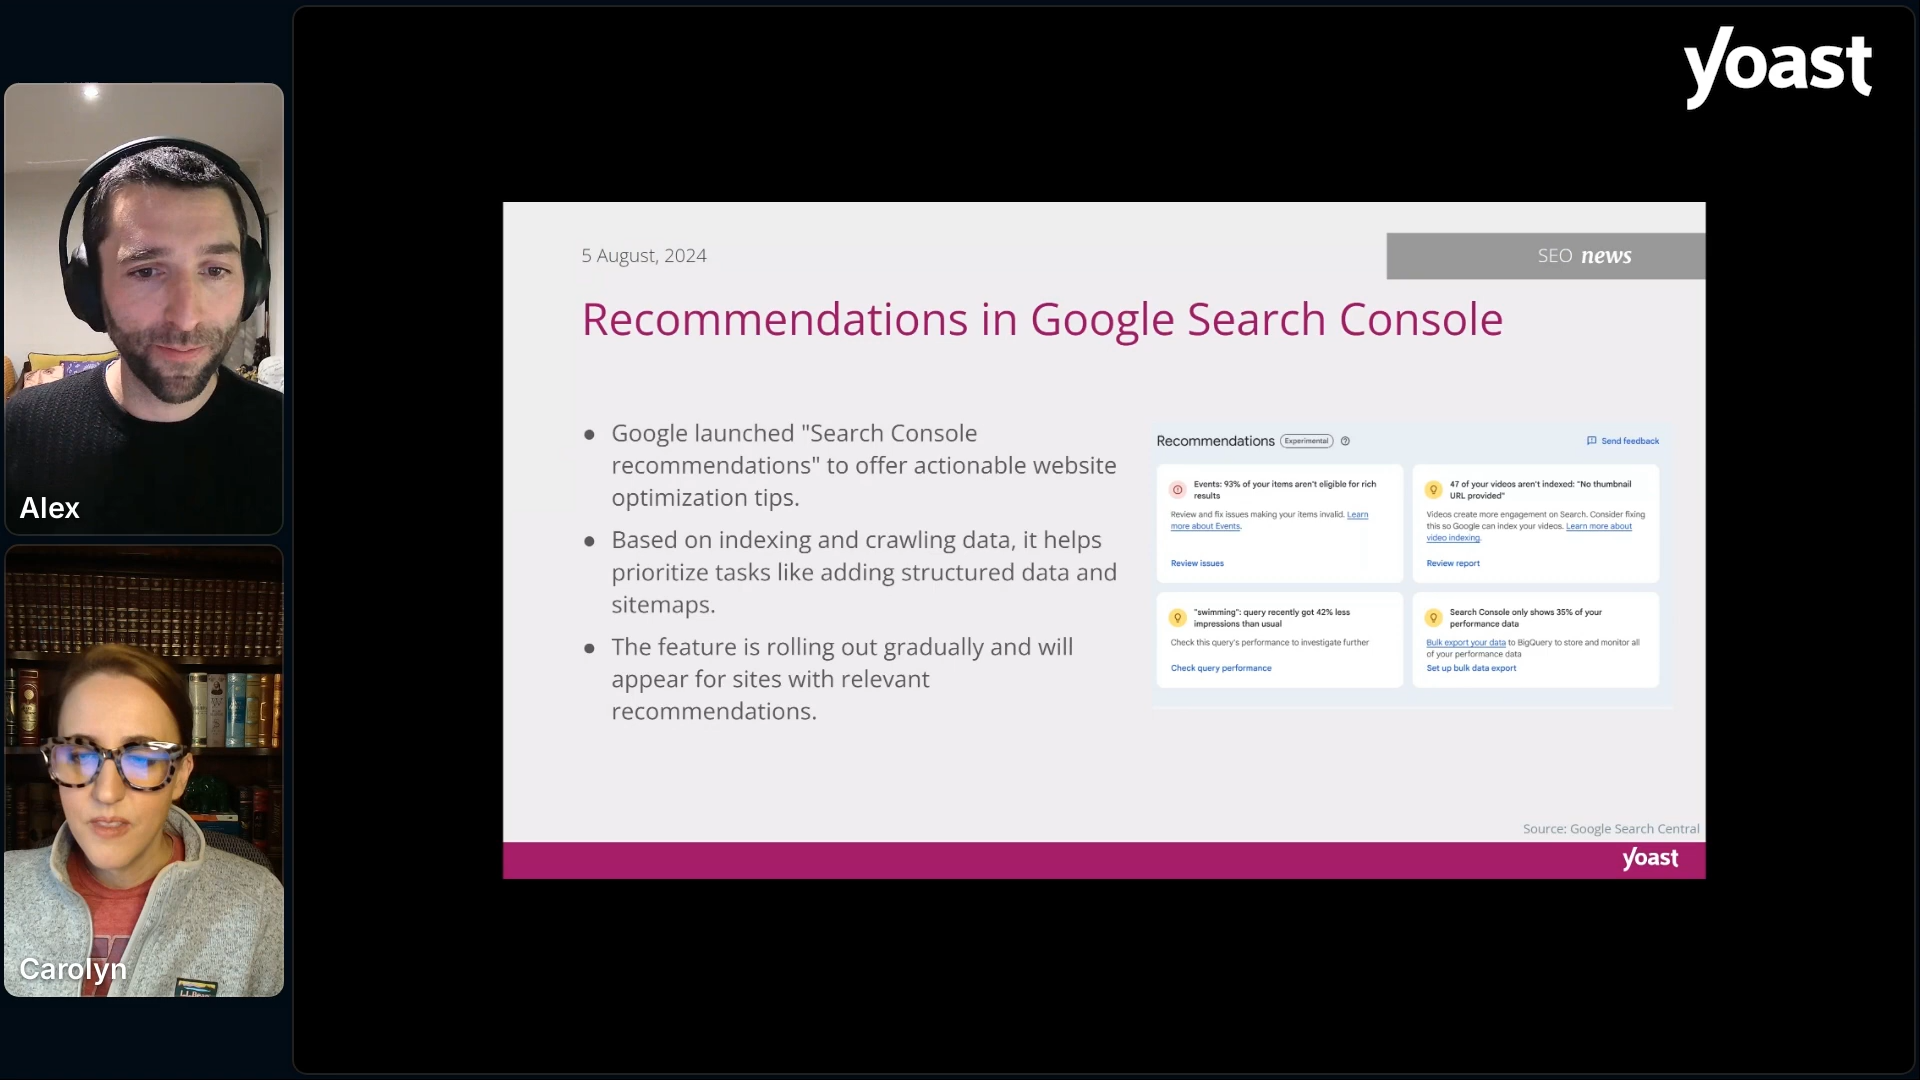 yoast
Alex
Carolyn
5 August, 2024
SEO news
Recommendations in Google Search Console
● Google launched "Search Console
recommendations" to offer actionable website
optimization tips.
● Based on indexing and crawling data, it helps
prioritize tasks like adding structured data and
sitemaps.
● The feature is rolling out gradually and will
appear for sites with relevant
recommendations.
Recommendations Experimental
Send feedback
Events: 93% of your items aren't eligible for rich
results
Review and fix issues making your items invalid. Learn
more about Events.
Review issues
47 of your videos aren't indexed: "No thumbnail
URL provided"
Videos create more engagement on Search. Consider fixing
this so Google can index your videos. Learn more about
video indexing.
Review report
"swimming": query recently got 42% less
impressions than usual
Check this query's performance to investigate further
Check query performance
Search Console only shows 35% of your
performance data
Bulk export your data to BigQuery to store and monitor all
of your performance data
Set up bulk data export
Source: Google Search Central
yoast